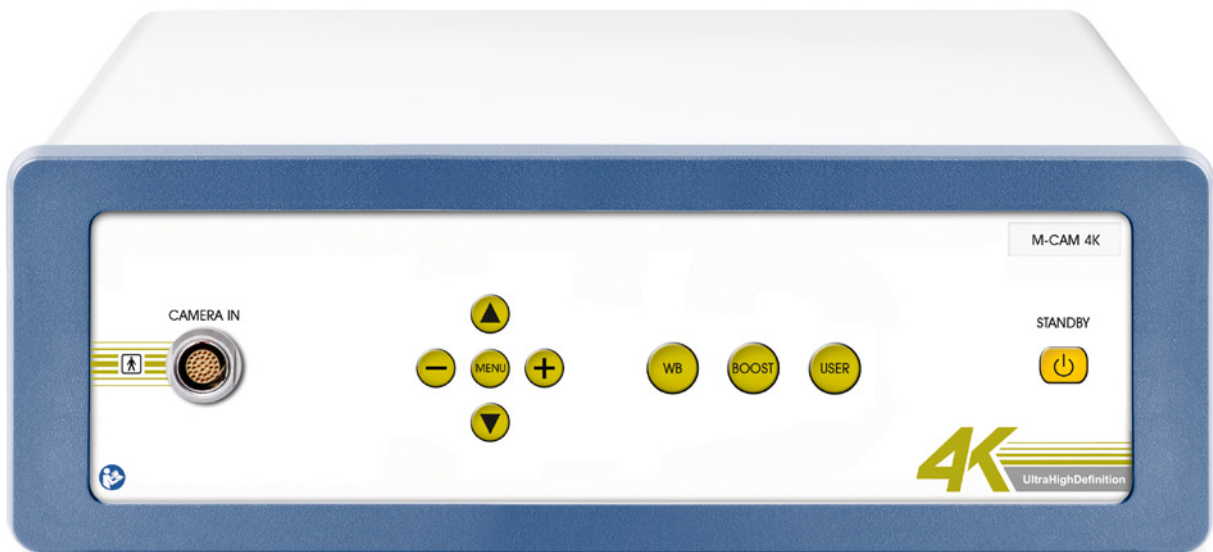 M-CAM 4K
CAMERA IN
STANDBY
MENU
WB
BOOST
USER
4K
UltraHighDefinition